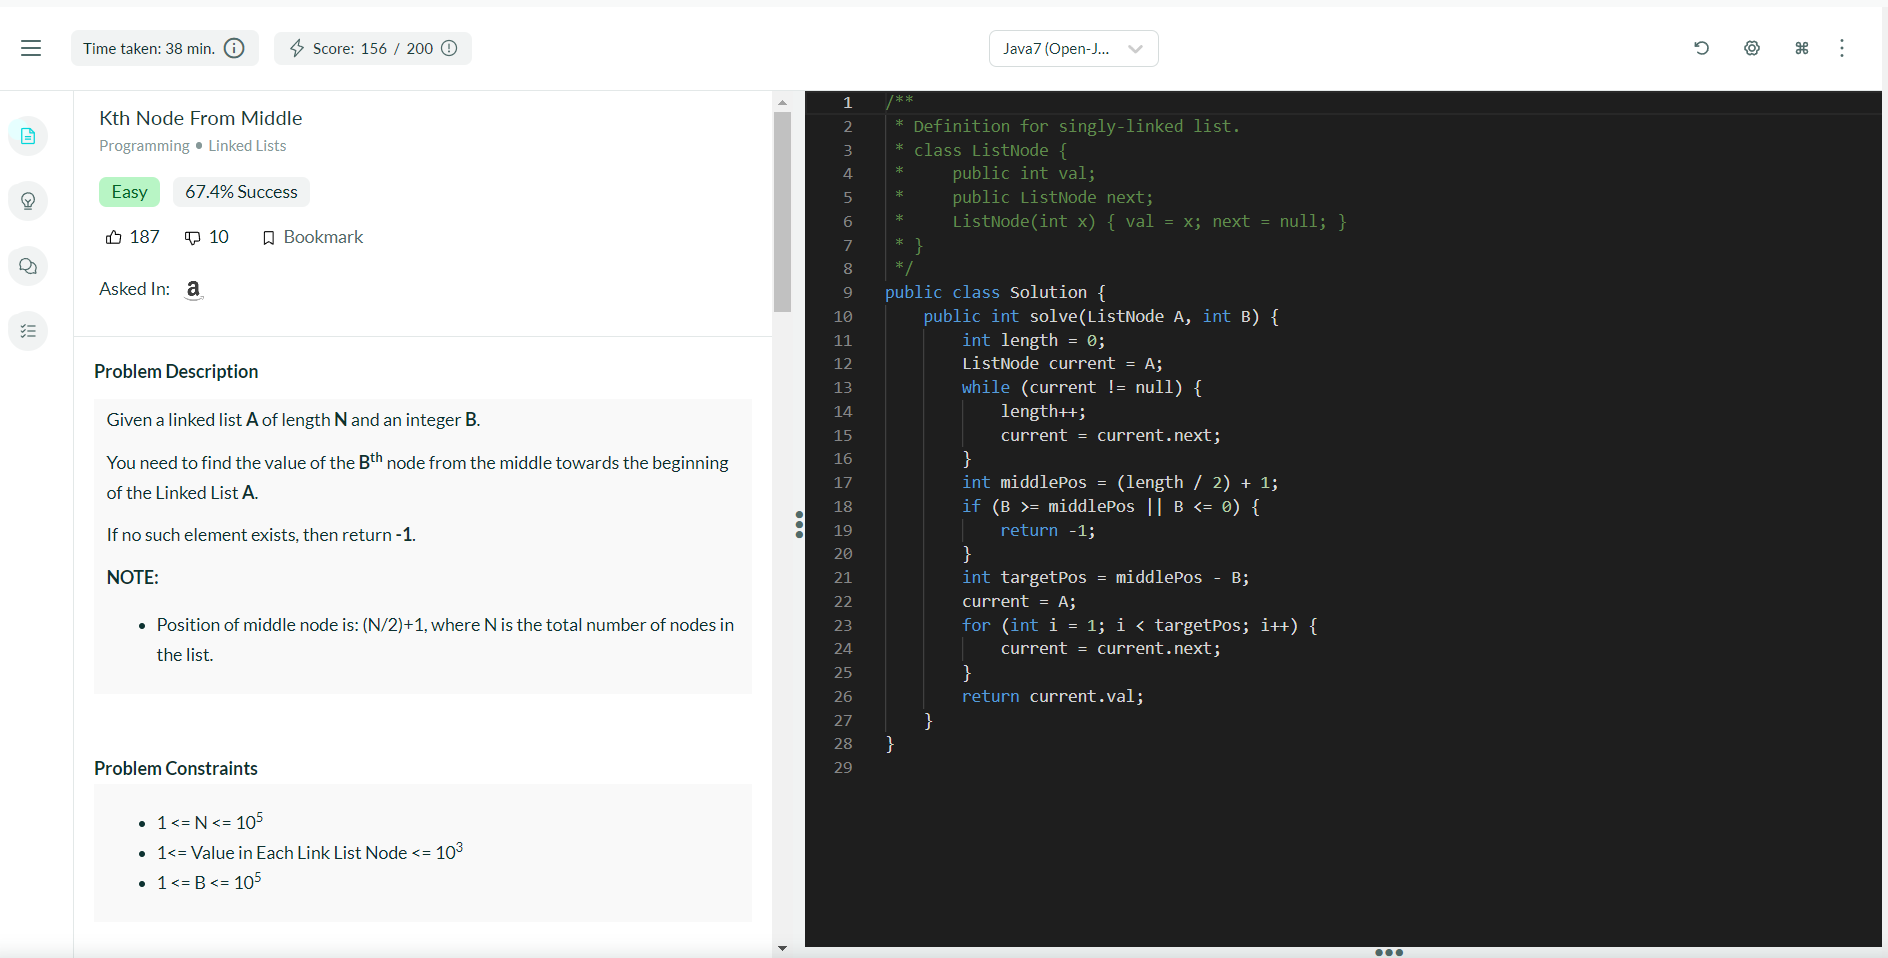 Time taken: 38 min.
Score: 156 / 200
Java7 (Open-J...
Kth Node From Middle
Programming • Linked Lists
Easy
67.4% Success
187
10
Bookmark
Asked In:
Problem Description
Given a linked list A of length N and an integer B.
You need to find the value of the Bth node from the middle towards the beginning
of the Linked List A.
If no such element exists, then return -1.
NOTE:
• Position of middle node is: (N/2)+1, where N is the total number of nodes in
the list.
Problem Constraints
• 1 <= N <= 10^5
• 1<= Value in Each Link List Node <= 10^3
• 1 <= B <= 10^5
1 /**
2  * Definition for singly-linked list.
3  * class ListNode {
4  *     public int val;
5  *     public ListNode next;
6  *     ListNode(int x) { val = x; next = null; }
7  * }
8  */
9 public class Solution {
10     public int solve(ListNode A, int B) {
11         int length = 0;
12         ListNode current = A;
13         while (current != null) {
14             length++;
15             current = current.next;
16         }
17         int middlePos = (length / 2) + 1;
18         if (B >= middlePos || B <= 0) {
19             return -1;
20         }
21         int targetPos = middlePos - B;
22         current = A;
23         for (int i = 1; i < targetPos; i++) {
24             current = current.next;
25         }
26         return current.val;
27     }
28 }
29